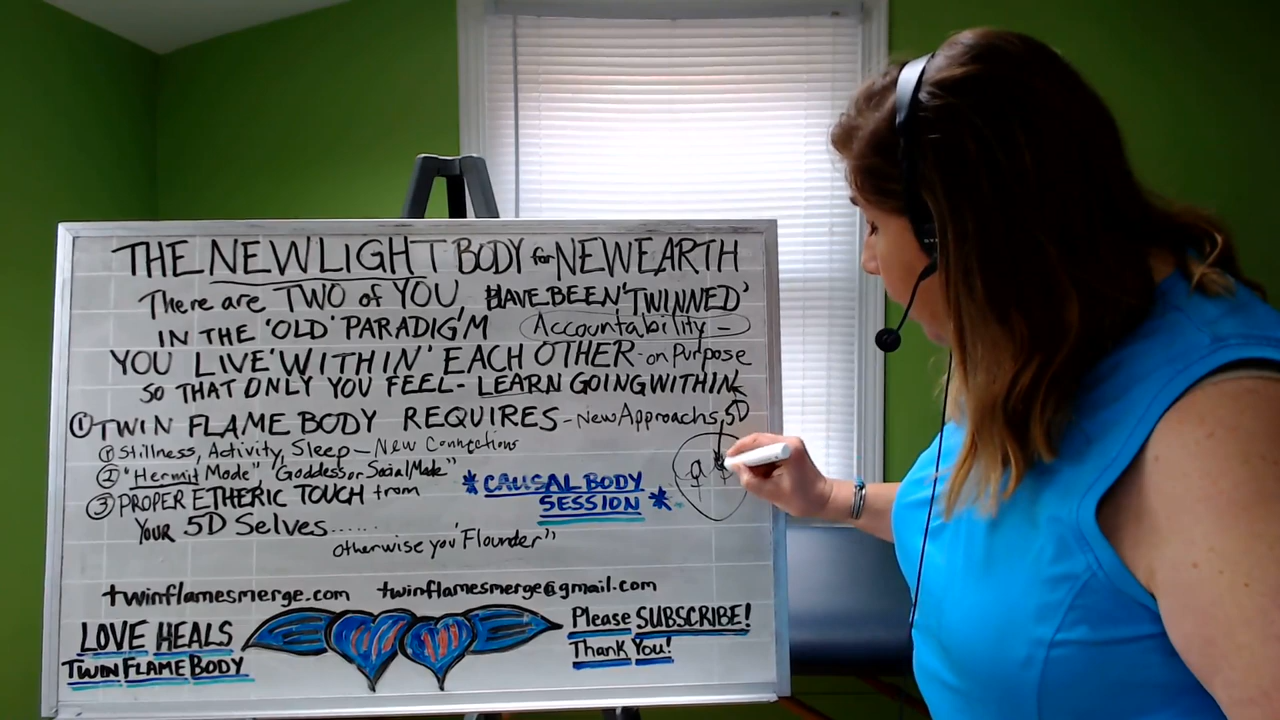 THE NEW LIGHT BODY for NEW EARTH
There are TWO of YOU HAVE BEEN 'TWINNED'
IN THE 'OLD' PARADIG'M Accountability -
YOU LIVE 'WITHIN' EACH OTHER - on Purpose
SO THAT ONLY YOU FEEL - LEARN GOING WITHIN
① TWIN FLAME BODY REQUIRES - New Approachs 5D
① Stillness, Activity, Sleep - New Connections
② "Hermit Mode", "Goddess or Social Mode"
③ PROPER ETHERIC TOUCH from
YOUR 5D Selves......
*CAUSAL BODY
SESSION*
otherwise you 'Flounder"
twinflamesmerge.com twinflamesmerge@gmail.com
LOVE HEALS
TWIN FLAME BODY
Please SUBSCRIBE!
Thank You!